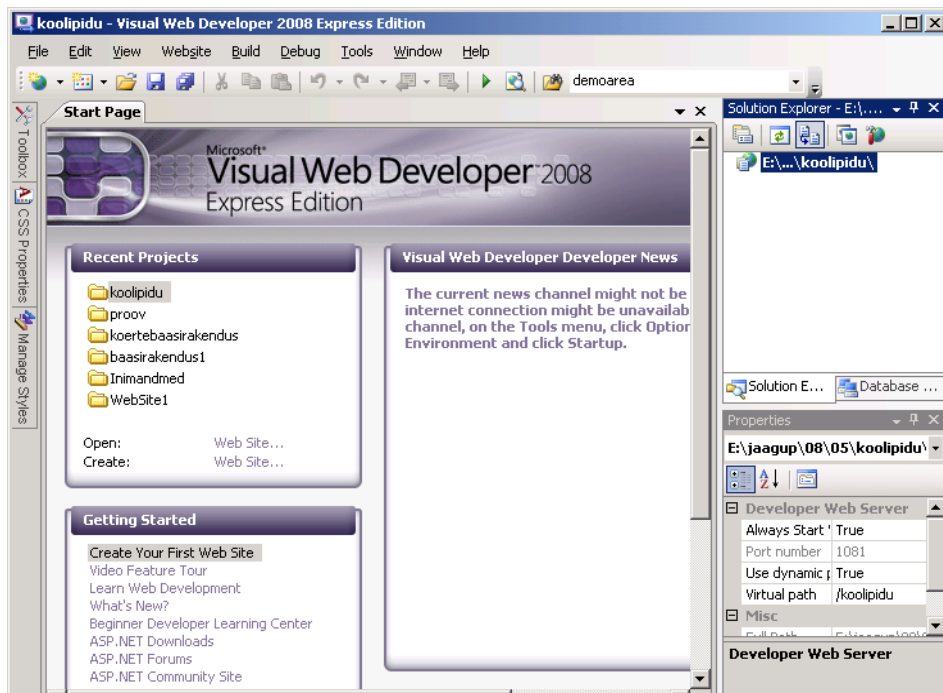 koolipidu - Visual Web Developer 2008 Express Edition
File Edit View Website Build Debug Tools Window Help
demoarea
Toolbox
CSS Properties
Manage Styles
Start Page
Microsoft®
Visual Web Developer 2008
Express Edition
Recent Projects
koolipidu
proov
koertebaasirakendus
baasirakendus1
Inimandmed
WebSite1
Open: Web Site...
Create: Web Site...
Getting Started
Create Your First Web Site
Video Feature Tour
Learn Web Development
What's New?
Beginner Developer Learning Center
ASP.NET Downloads
ASP.NET Forums
ASP.NET Community Site
Visual Web Developer Developer News
The current news channel might not be
internet connection might be unavailab
channel, on the Tools menu, click Option
Environment and click Startup.
Solution Explorer - E:\....
E:\...\koolipidu\
Solution E... Database ...
Properties
E:\jaagup\08\05\koolipidu\
Developer Web Server
Always Start ' True
Port number 1081
Use dynamic p True
Virtual path /koolipidu
Misc
Developer Web Server